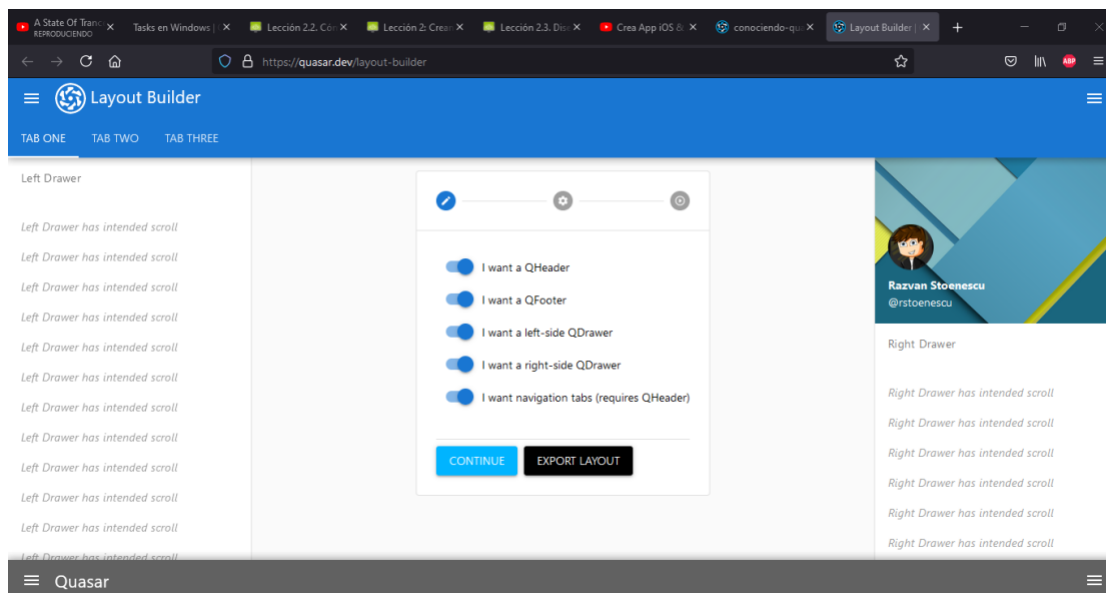 A State Of Tranc
REPRODUCIENDO
Tasks en Windows |
Lección 2.2. Cón
Lección 2: Crear
Lección 2.3. Dis
Crea App iOS &
conociendo-qua
Layout Builder |
https://quasar.dev/layout-builder
ABP
Layout Builder
TAB ONE TAB TWO TAB THREE
Left Drawer
Left Drawer has intended scroll
Left Drawer has intended scroll
Left Drawer has intended scroll
Left Drawer has intended scroll
Left Drawer has intended scroll
Left Drawer has intended scroll
Left Drawer has intended scroll
Left Drawer has intended scroll
Left Drawer has intended scroll
Left Drawer has intended scroll
Left Drawer has intended scroll
Left Drawer has intended scroll
I want a QHeader
I want a QFooter
I want a left-side QDrawer
I want a right-side QDrawer
I want navigation tabs (requires QHeader)
CONTINUE EXPORT LAYOUT
Razvan Stoenescu
@rstoenescu
Right Drawer
Right Drawer has intended scroll
Right Drawer has intended scroll
Right Drawer has intended scroll
Right Drawer has intended scroll
Right Drawer has intended scroll
Right Drawer has intended scroll
Quasar